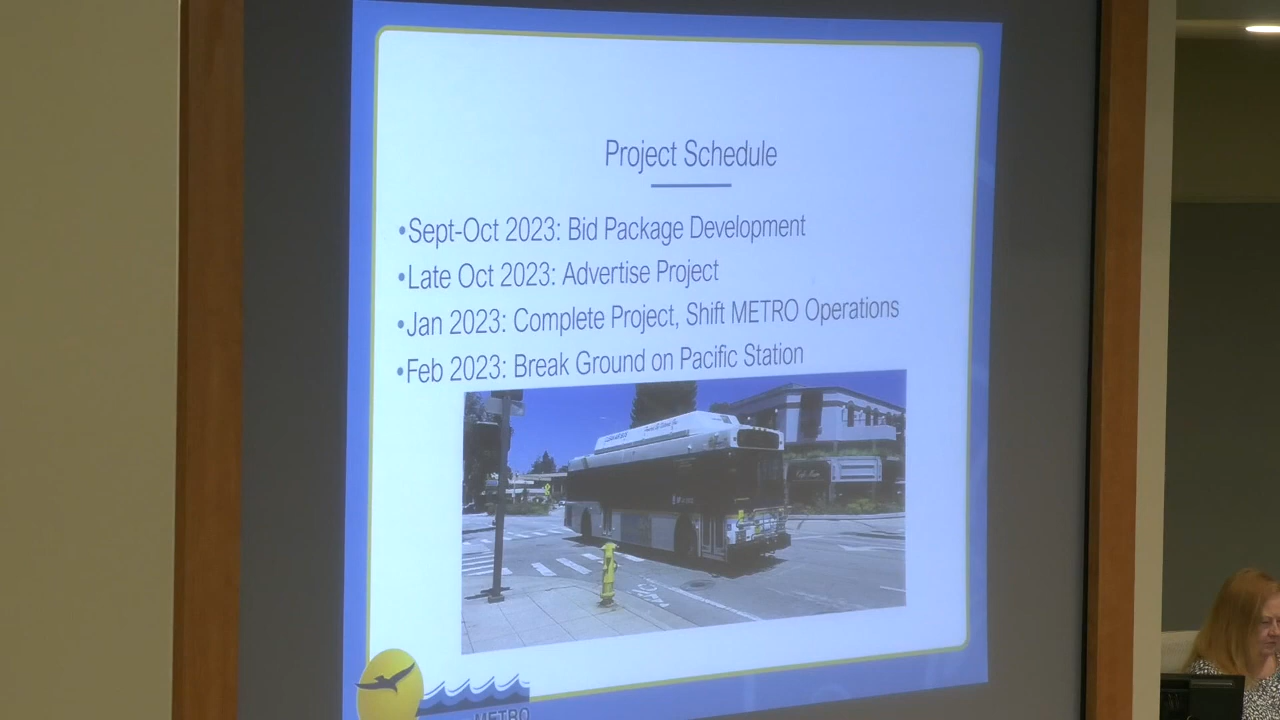 Project Schedule
•Sept-Oct 2023: Bid Package Development
•Late Oct 2023: Advertise Project
•Jan 2023: Complete Project, Shift METRO Operations
•Feb 2023: Break Ground on Pacific Station
METRO